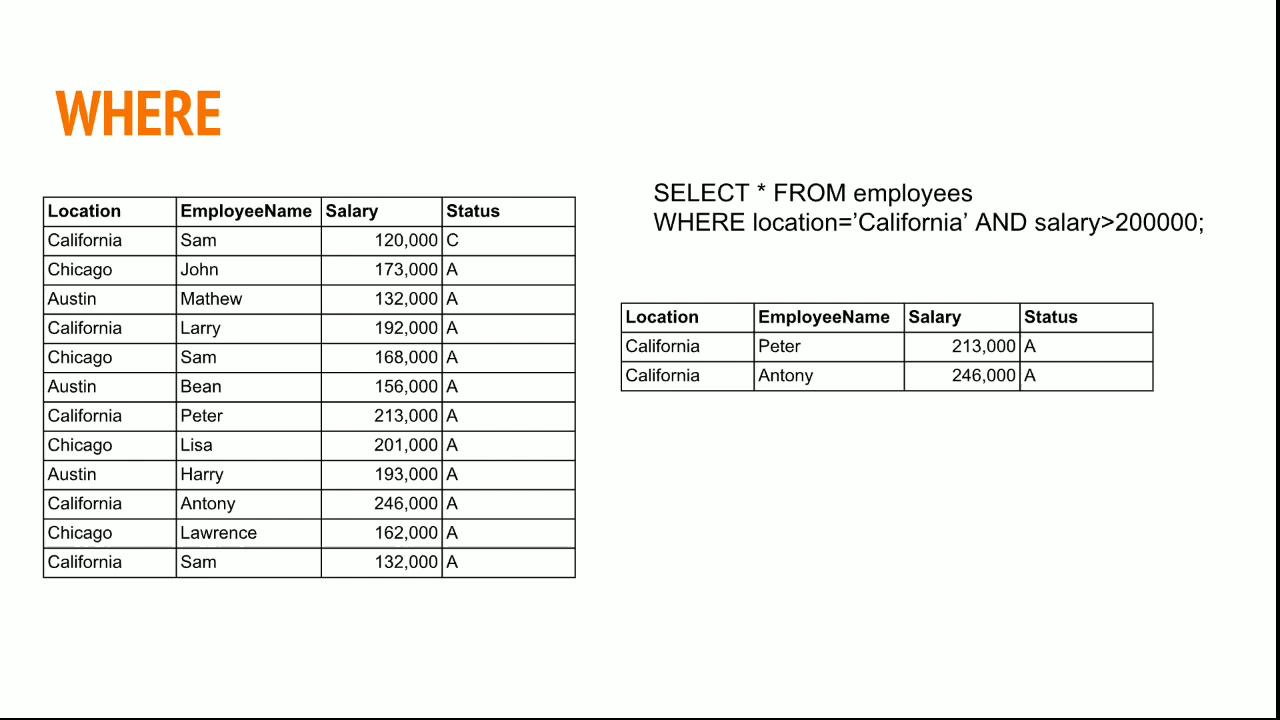 WHERE
Location EmployeeName Salary Status
California Sam 120,000 C
Chicago John 173,000 A
Austin Mathew 132,000 A
California Larry 192,000 A
Chicago Sam 168,000 A
Austin Bean 156,000 A
California Peter 213,000 A
Chicago Lisa 201,000 A
Austin Harry 193,000 A
California Antony 246,000 A
Chicago Lawrence 162,000 A
California Sam 132,000 A
SELECT * FROM employees
WHERE location=’California’ AND salary>200000;
Location EmployeeName Salary Status
California Peter 213,000 A
California Antony 246,000 A